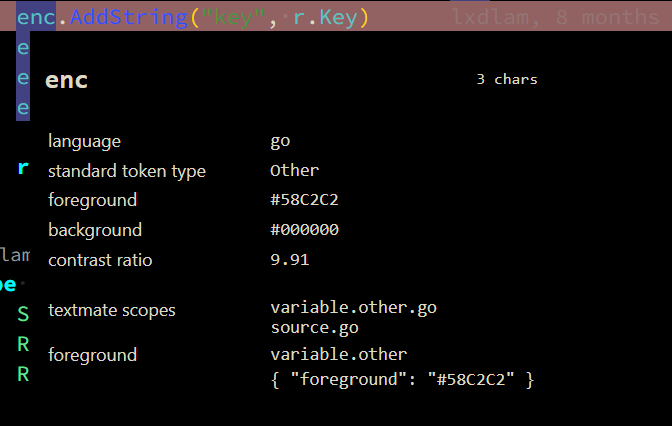 enc.AddString("key", r.Key) lxdlam, 8 months
e
enc 3 chars
e
e
language go
r
standard token type Other
foreground #58C2C2
background #000000
lam
contrast ratio 9.91
pe
S
textmate scopes variable.other.go
source.go
R
foreground variable.other
R
{ "foreground": "#58C2C2" }